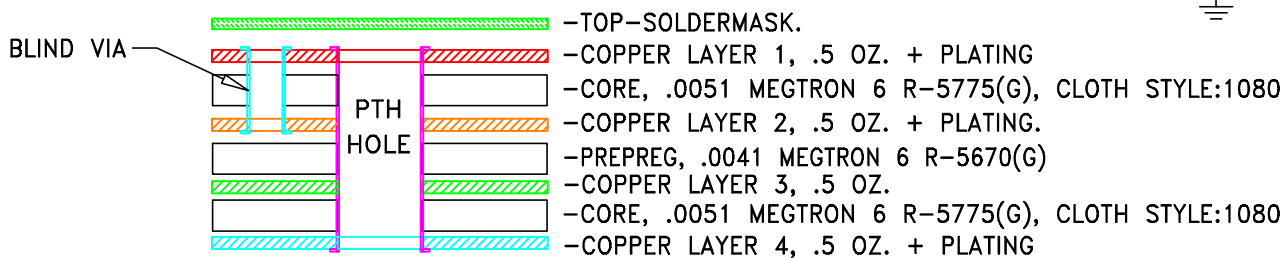 -TOP-SOLDERMASK.
BLIND VIA
-COPPER LAYER 1, .5 OZ. + PLATING
-CORE, .0051 MEGTRON 6 R-5775(G), CLOTH STYLE:1080
PTH
HOLE
-COPPER LAYER 2, .5 OZ. + PLATING.
-PREPREG, .0041 MEGTRON 6 R-5670(G)
-COPPER LAYER 3, .5 OZ.
-CORE, .0051 MEGTRON 6 R-5775(G), CLOTH STYLE:1080
-COPPER LAYER 4, .5 OZ. + PLATING